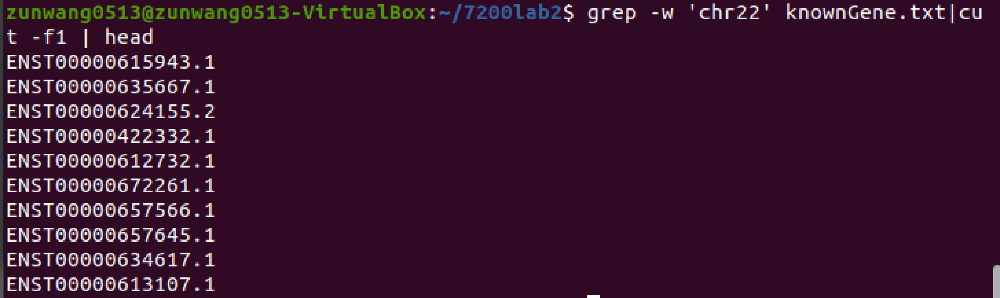 zunwang0513@zunwang0513-VirtualBox:~/7200lab2$ grep -w 'chr22' knownGene.txt|cu
t -f1 | head
ENST00000615943.1
ENST00000635667.1
ENST00000624155.2
ENST00000422332.1
ENST00000612732.1
ENST00000672261.1
ENST00000657566.1
ENST00000657645.1
ENST00000634617.1
ENST00000613107.1